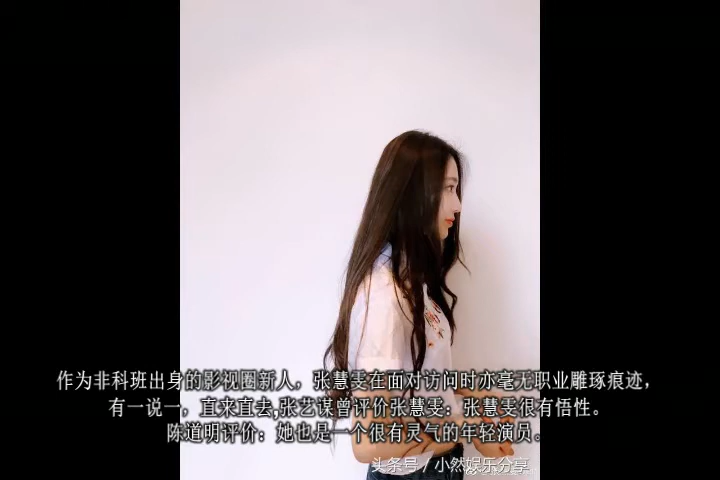 作为非科班出身的影视圈新人，张慧雯在面对访问时亦毫无职业雕琢痕迹，
有一说一，直来直去,张艺谋曾评价张慧雯：张慧雯很有悟性。
陈道明评价：她也是一个很有灵气的年轻演员。
头条号 / 小然娱乐分享